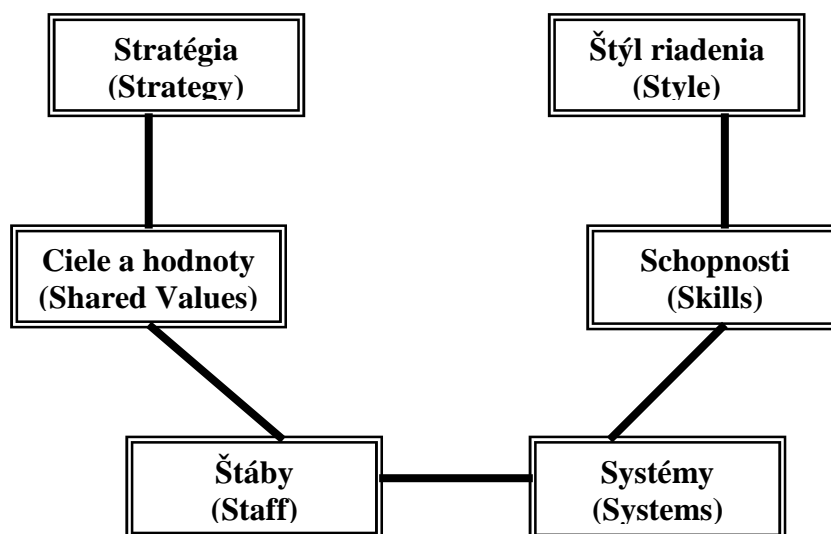 Stratégia
(Strategy)
Štýl riadenia
(Style)
Ciele a hodnoty
(Shared Values)
Schopnosti
(Skills)
Štáby
(Staff)
Systémy
(Systems)